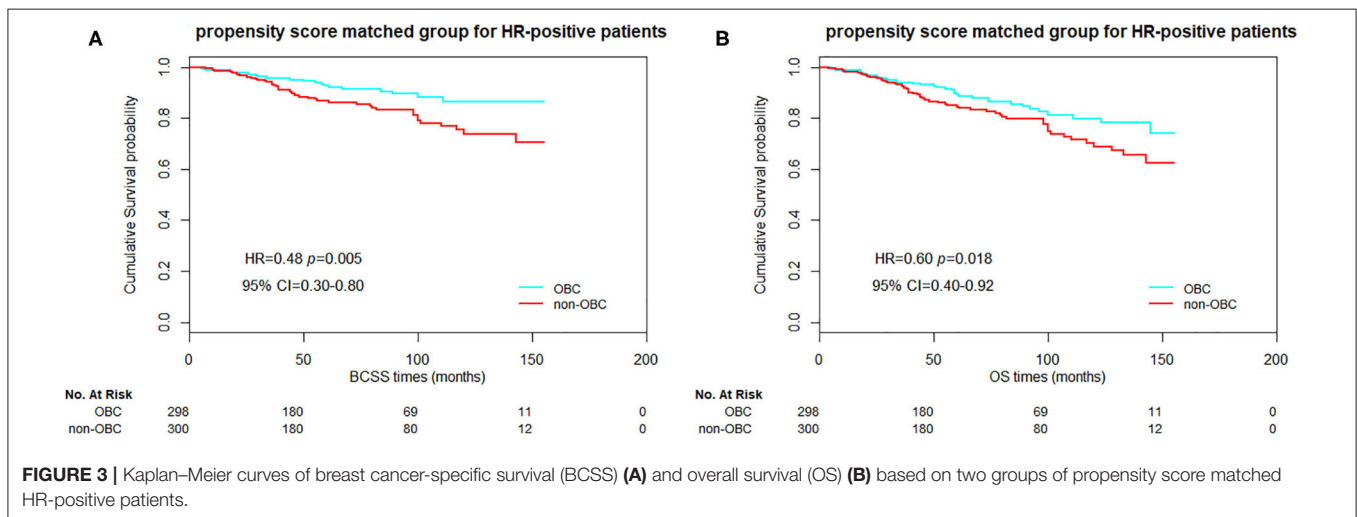 A
propensity score matched group for HR-positive patients
Cumulative Survival probability
1.0
0.8
0.6
0.4
0.2
0.0
HR=0.48 p=0.005
95% CI=0.30-0.80
OBC
non-OBC
0 50 100 150 200
BCSS times (months)
No. At Risk
OBC 298 180 69 11 0
non-OBC 300 180 80 12 0
B
propensity score matched group for HR-positive patients
Cumulative Survival probability
1.0
0.8
0.6
0.4
0.2
0.0
HR=0.60 p=0.018
95% CI=0.40-0.92
OBC
non-OBC
0 50 100 150 200
OS times (months)
No. At Risk
OBC 298 180 69 11 0
non-OBC 300 180 80 12 0
FIGURE 3 | Kaplan–Meier curves of breast cancer-specific survival (BCSS) (A) and overall survival (OS) (B) based on two groups of propensity score matched
HR-positive patients.